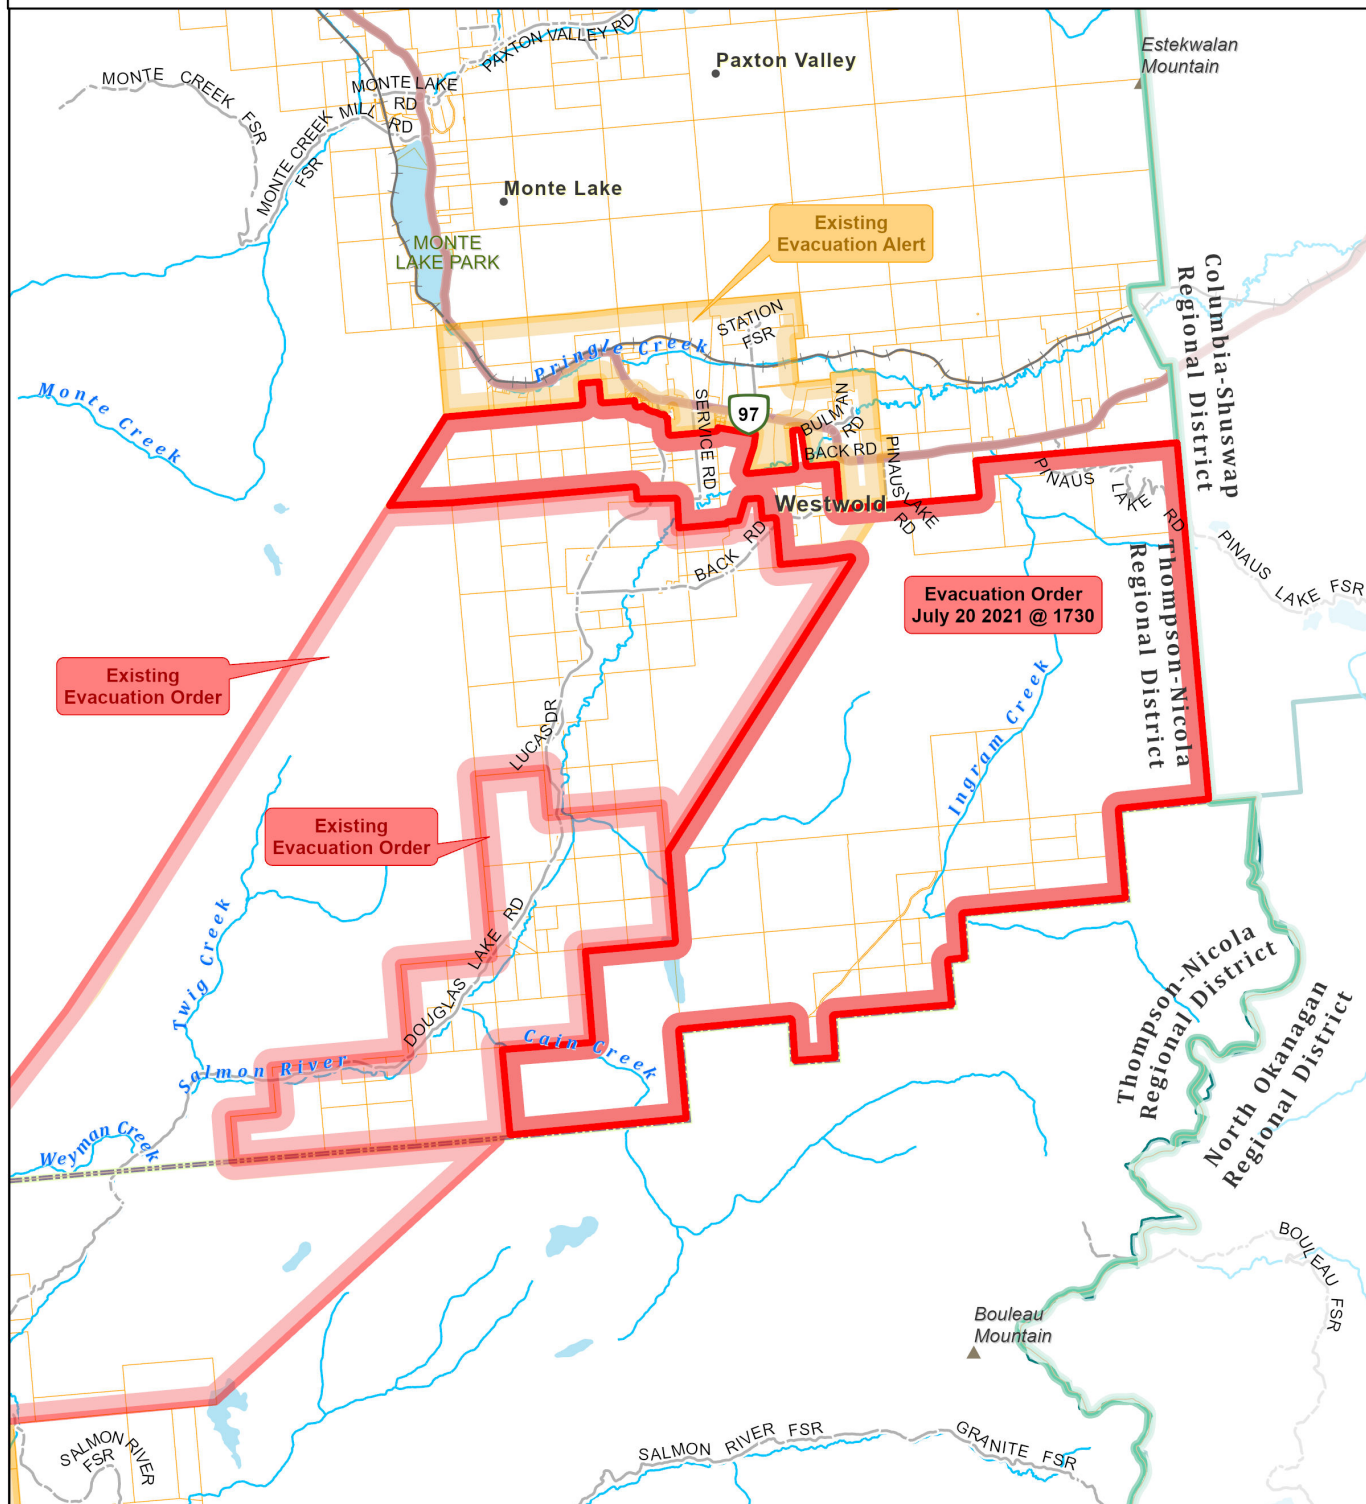 Estekwalan
Mountain
PAXTON VALLEY RD
Paxton Valley
MONTE CREEK FSR
MONTE LAKE
RD
MILL RD
MONTE CREEK
FSR
Monte Lake
MONTE
LAKE PARK
Existing
Evacuation Alert
Columbia-Shuswap
Regional District
STATION
FSR
Pringle Creek
Monte Creek
SERVICE RD
97
BULMAN
RD
BACK RD
PINAUS LAKE
RD
PINAUS LAKE RD
Westwold
BACK RD
PINAUS
LAKE FSR
Thompson-Nicola
Regional District
Evacuation Order
July 20 2021 @ 1730
Existing
Evacuation Order
Ingram Creek
LUCAS DR
Existing
Evacuation Order
Twig Creek
DOUGLAS LAKE RD
Thompson-Nicola
Regional District
North Okanagan
Regional District
Cain Creek
Salmon River
Weyman Creek
BOULEAU
FSR
Bouleau
Mountain
SALMON RIVER
FSR
SALMON RIVER FSR
GRANITE FSR